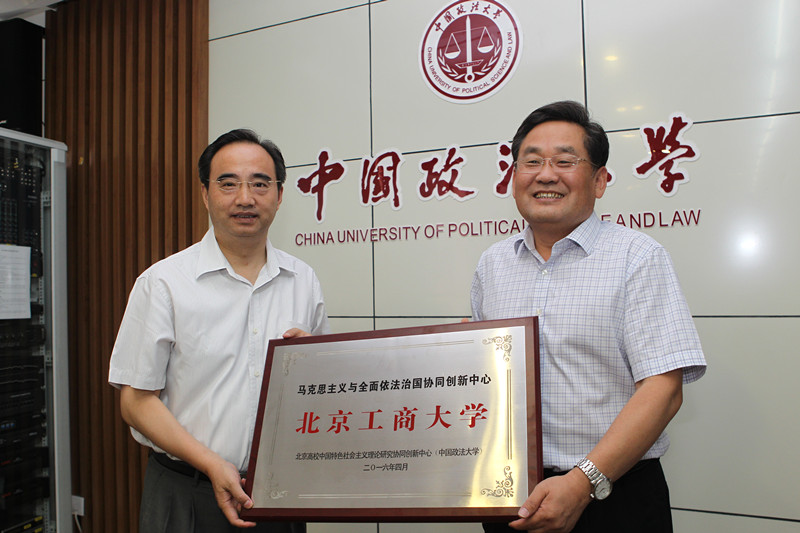 中国政法大学
CHINA UNIVERSITY OF POLITICAL SCIENCE AND LAW
中国政法 学
CHINA UNIVERSITY OF POLITICAL E AND LAW
马克思主义与全面依法治国协同创新中心
北京工商大学
北京高校中国特色社会主义理论研究协同创新中心（中国政法大学）
二〇一六年四月